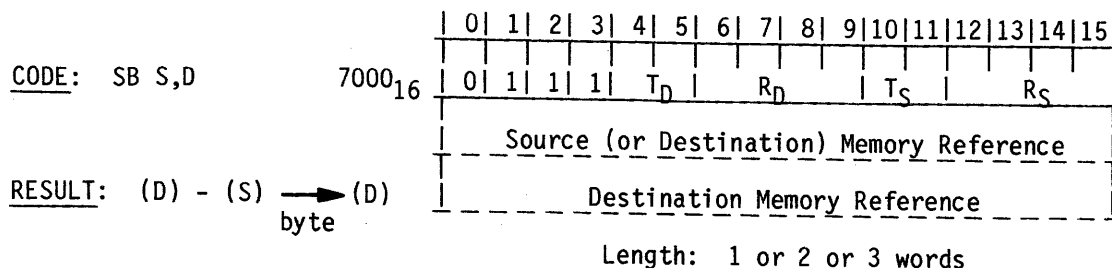 | 0| 1| 2| 3| 4| 5| 6| 7| 8| 9|10|11|12|13|14|15
CODE: SB S,D 7000₁₆ | 0| 1| 1| 1| T_D | R_D | T_S | R_S
Source (or Destination) Memory Reference
RESULT: (D) - (S) ⟶ (D) Destination Memory Reference
byte
Length: 1 or 2 or 3 words